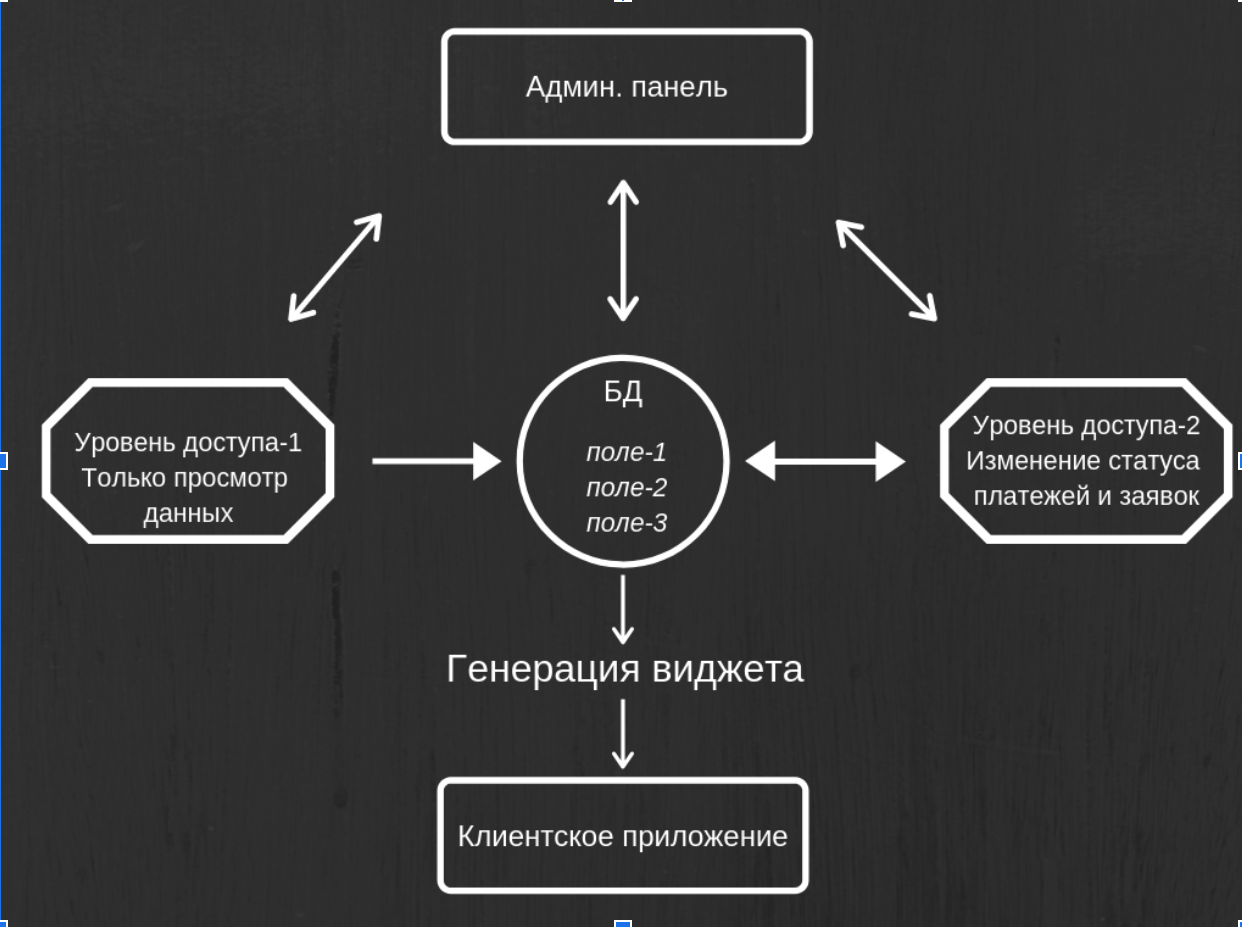 Админ. панель
БД
поле-1
поле-2
поле-3
Уровень доступа-1
Только просмотр
данных
Уровень доступа-2
Изменение статуса
платежей и заявок
Генерация виджета
Клиентское приложение